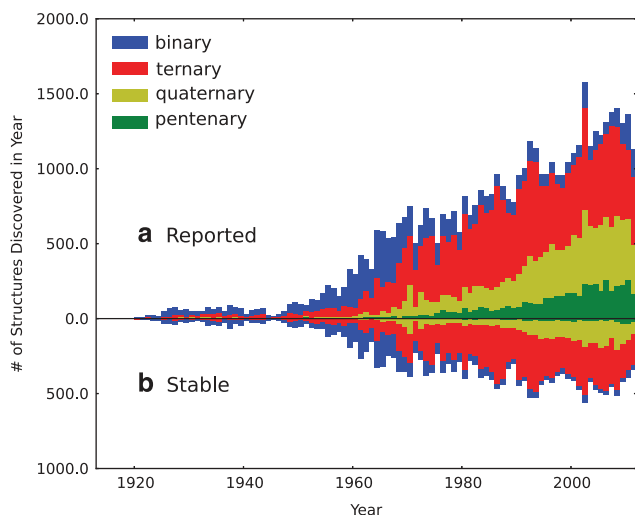 2000.0
1500.0
1000.0
500.0
0.0
500.0
1000.0
# of Structures Discovered in Year
binary
ternary
quaternary
pentenary
a Reported
b Stable
1920 1940 1960 1980 2000
Year